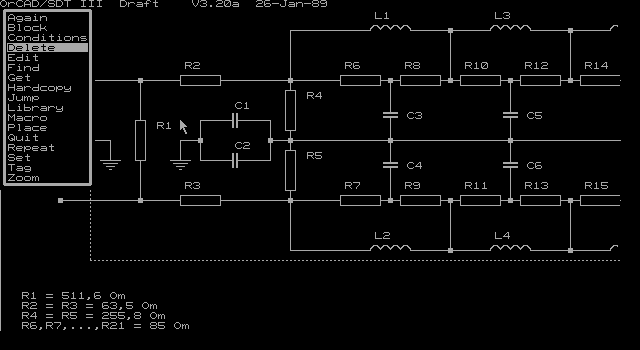 OrCAD/SDT III Draft V3.20a 26-Jan-89
Again
Block
Conditions
Delete
Edit
Find
Get
Hardcopy
Jump
Library
Macro
Place
Quit
Repeat
Set
Tag
Zoom
L1 L3
R2 R6 R8 R10 R12 R14
R4
C1
R1 C3 C5
C2
R5
C4 C6
R3 R7 R9 R11 R13 R15
L2 L4
R1 = 511,6 Om
R2 = R3 = 63,5 Om
R4 = R5 = 255,8 Om
R6,R7,...,R21 = 85 Om